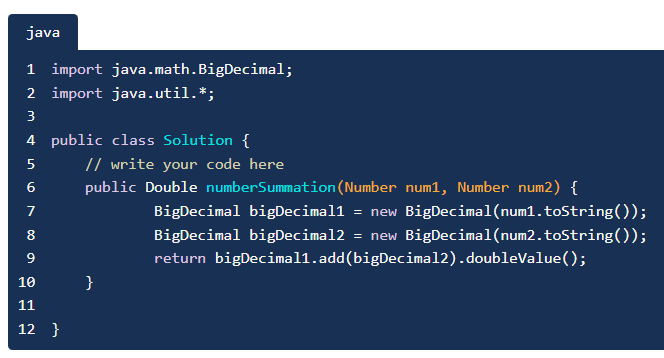 java
1 import java.math.BigDecimal;
2 import java.util.*;
3
4 public class Solution {
5     // write your code here
6     public Double numberSummation(Number num1, Number num2) {
7             BigDecimal bigDecimal1 = new BigDecimal(num1.toString());
8             BigDecimal bigDecimal2 = new BigDecimal(num2.toString());
9             return bigDecimal1.add(bigDecimal2).doubleValue();
10     }
11
12 }